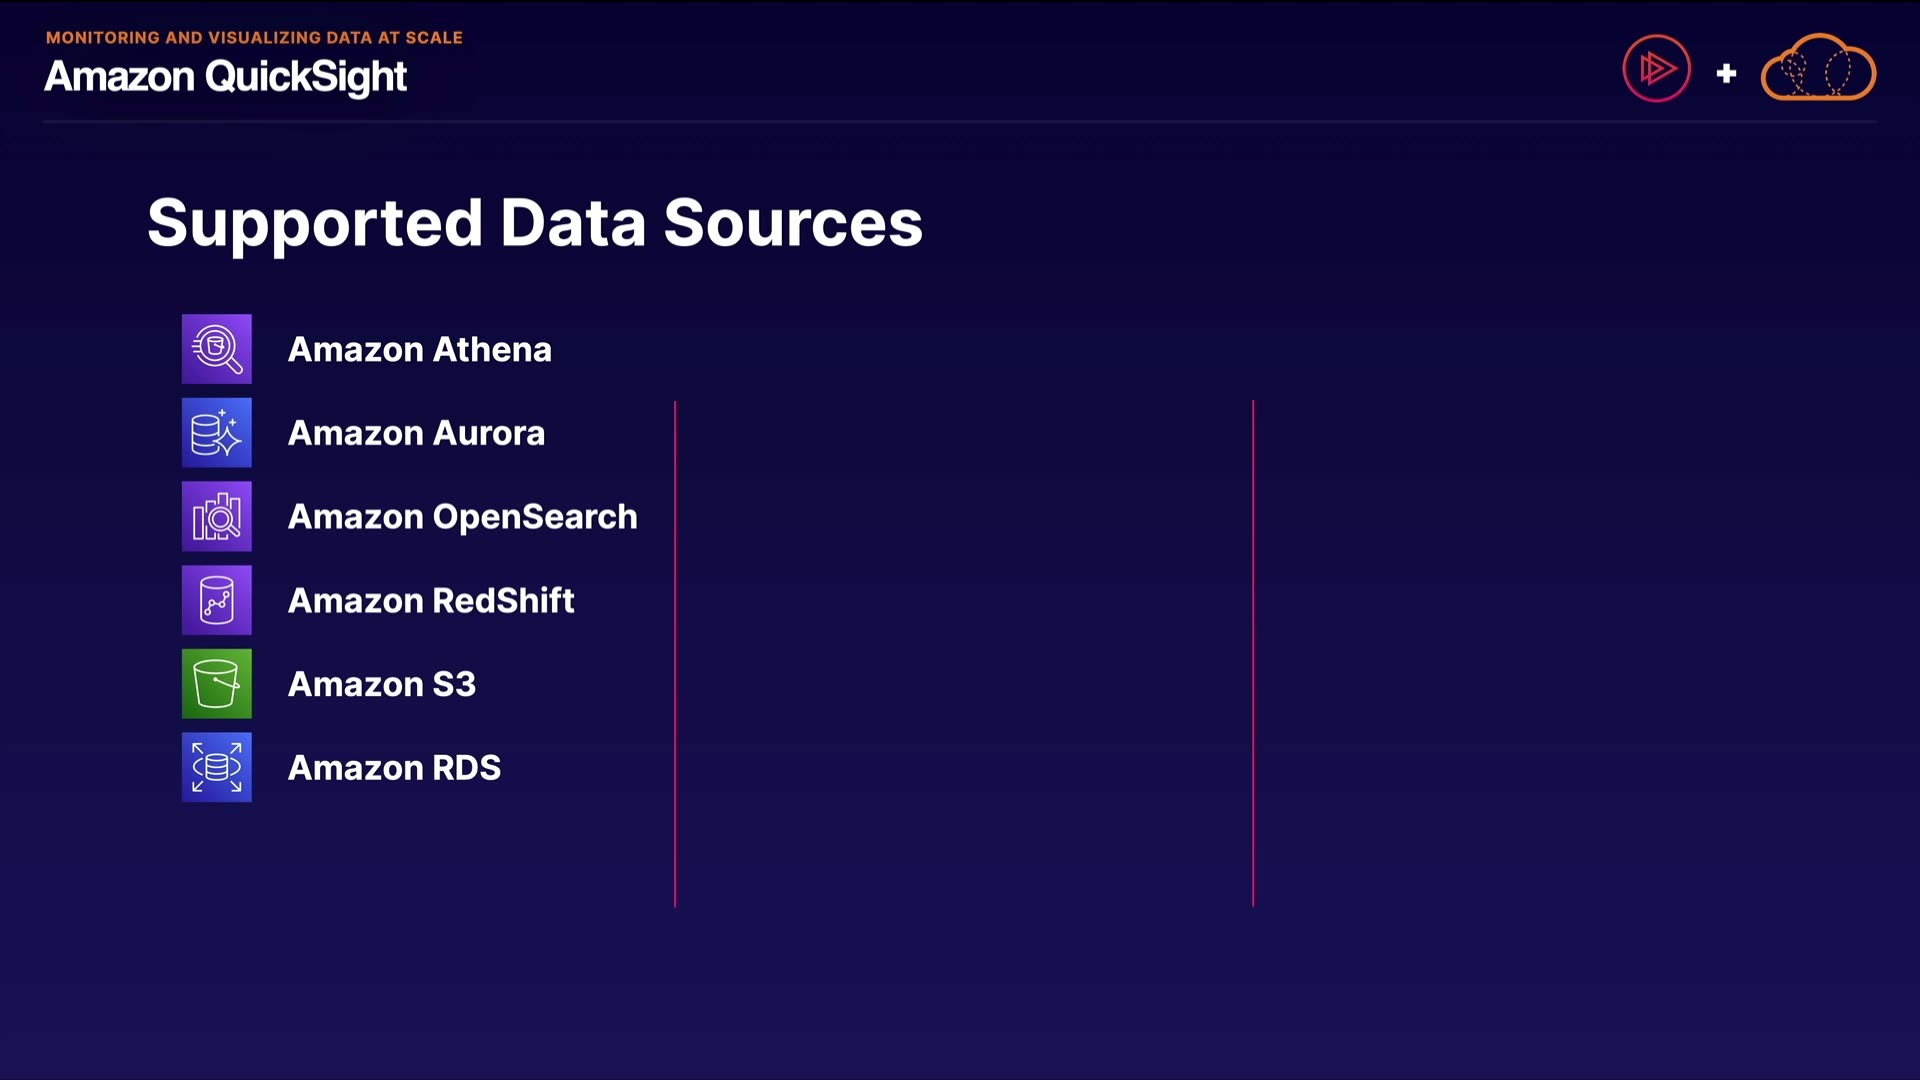 MONITORING AND VISUALIZING DATA AT SCALE
Amazon QuickSight
Supported Data Sources
Amazon Athena
Amazon Aurora
Amazon OpenSearch
Amazon RedShift
Amazon S3
Amazon RDS